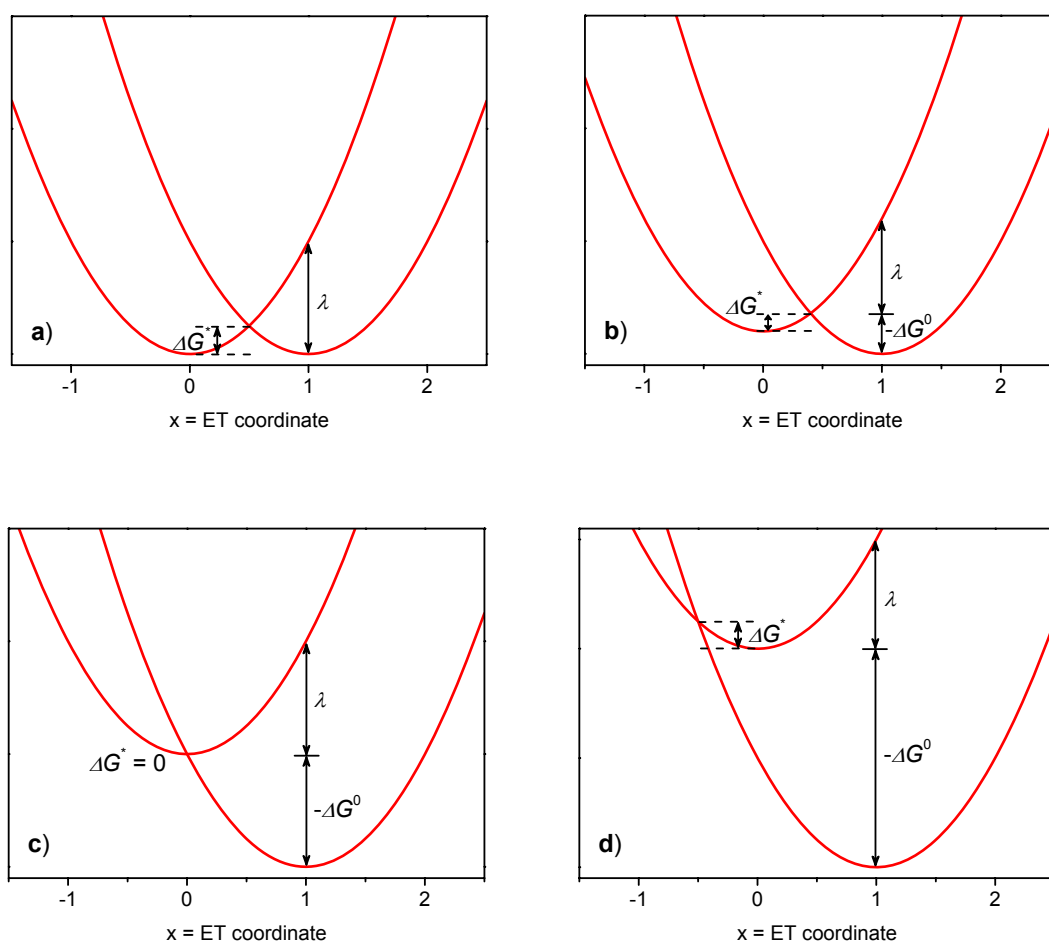 a)
ΔG*
λ
-1
0
1
2
x = ET coordinate
b)
ΔG*
λ
-ΔG⁰
-1
0
1
2
x = ET coordinate
c)
ΔG* = 0
λ
-ΔG⁰
-1
0
1
2
x = ET coordinate
d)
ΔG*
λ
-ΔG⁰
-1
0
1
2
x = ET coordinate